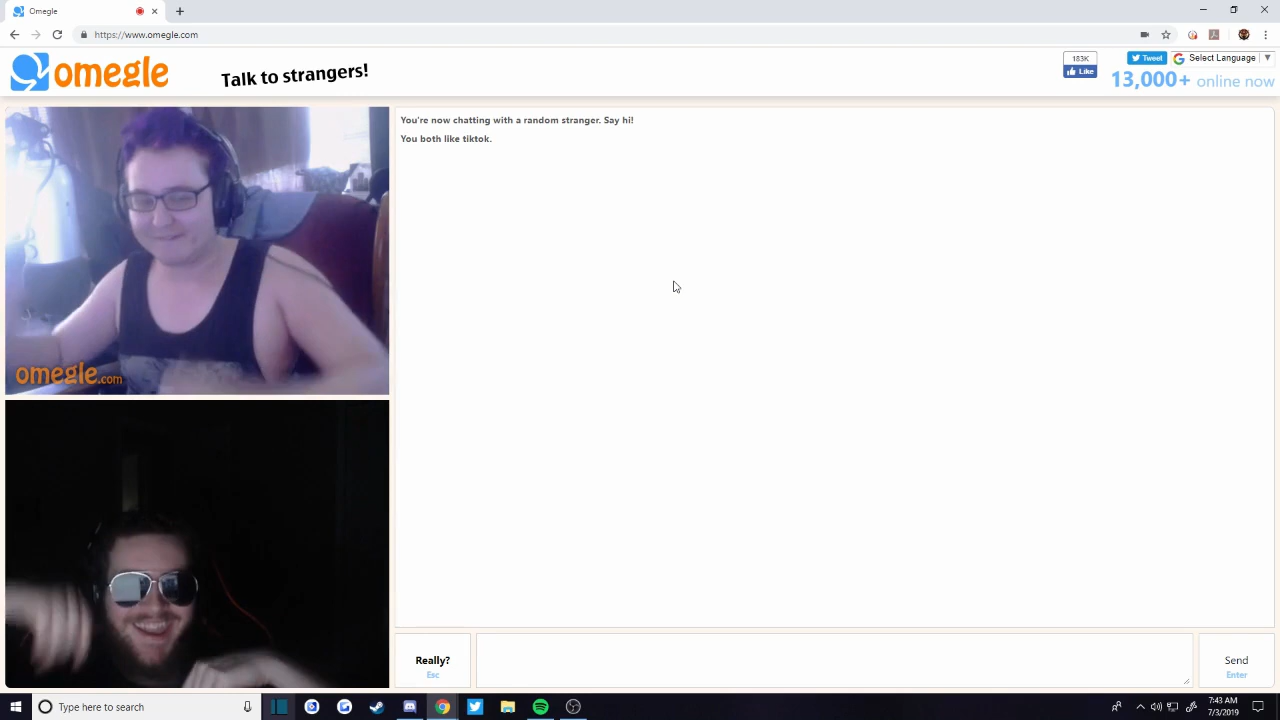 Omegle
https://www.omegle.com
omegle
Talk to strangers!
183K
Like
Tweet
Select Language
13,000+ online now
You're now chatting with a random stranger. Say hi!
You both like tiktok.
omegle.com
Really?
Esc
Send
Enter
Type here to search
7:43 AM
7/3/2019